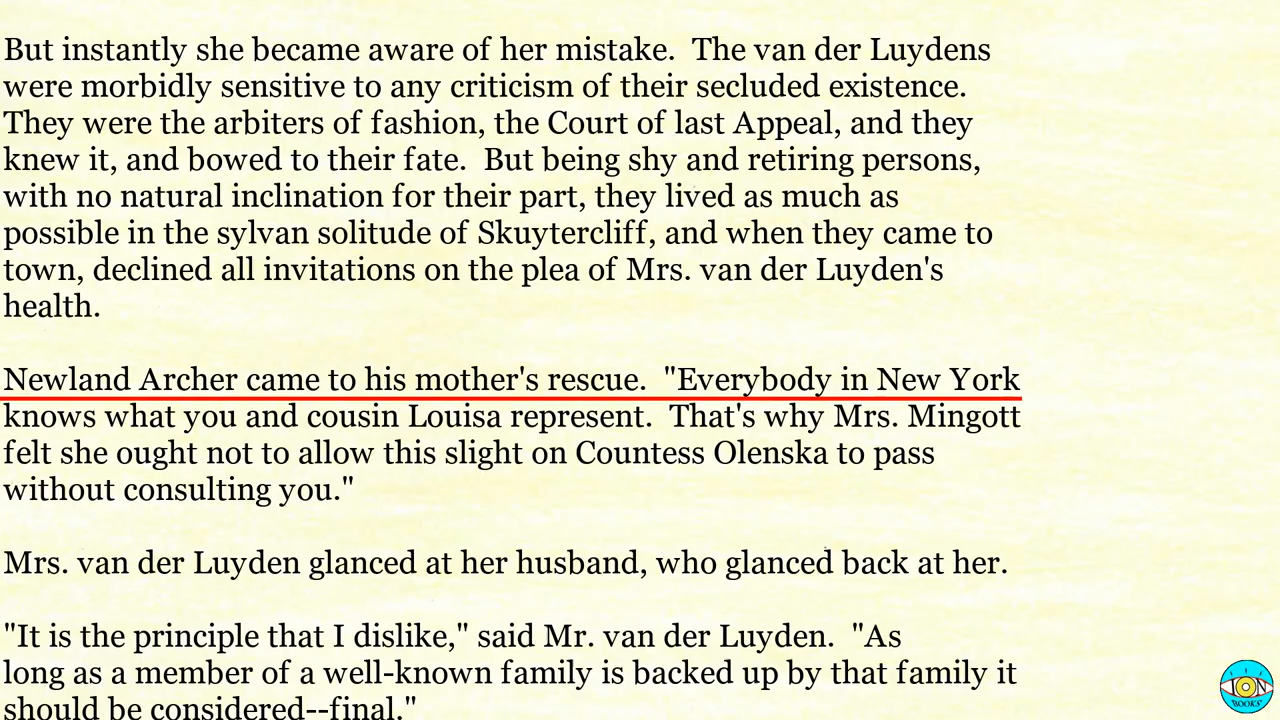 But instantly she became aware of her mistake.  The van der Luydens
were morbidly sensitive to any criticism of their secluded existence.
They were the arbiters of fashion, the Court of last Appeal, and they
knew it, and bowed to their fate.  But being shy and retiring persons,
with no natural inclination for their part, they lived as much as
possible in the sylvan solitude of Skuytercliff, and when they came to
town, declined all invitations on the plea of Mrs. van der Luyden's
health.
Newland Archer came to his mother's rescue.  "Everybody in New York
knows what you and cousin Louisa represent.  That's why Mrs. Mingott
felt she ought not to allow this slight on Countess Olenska to pass
without consulting you."
Mrs. van der Luyden glanced at her husband, who glanced back at her.
"It is the principle that I dislike," said Mr. van der Luyden.  "As
long as a member of a well-known family is backed up by that family it
should be considered--final."
ION
BOOKS